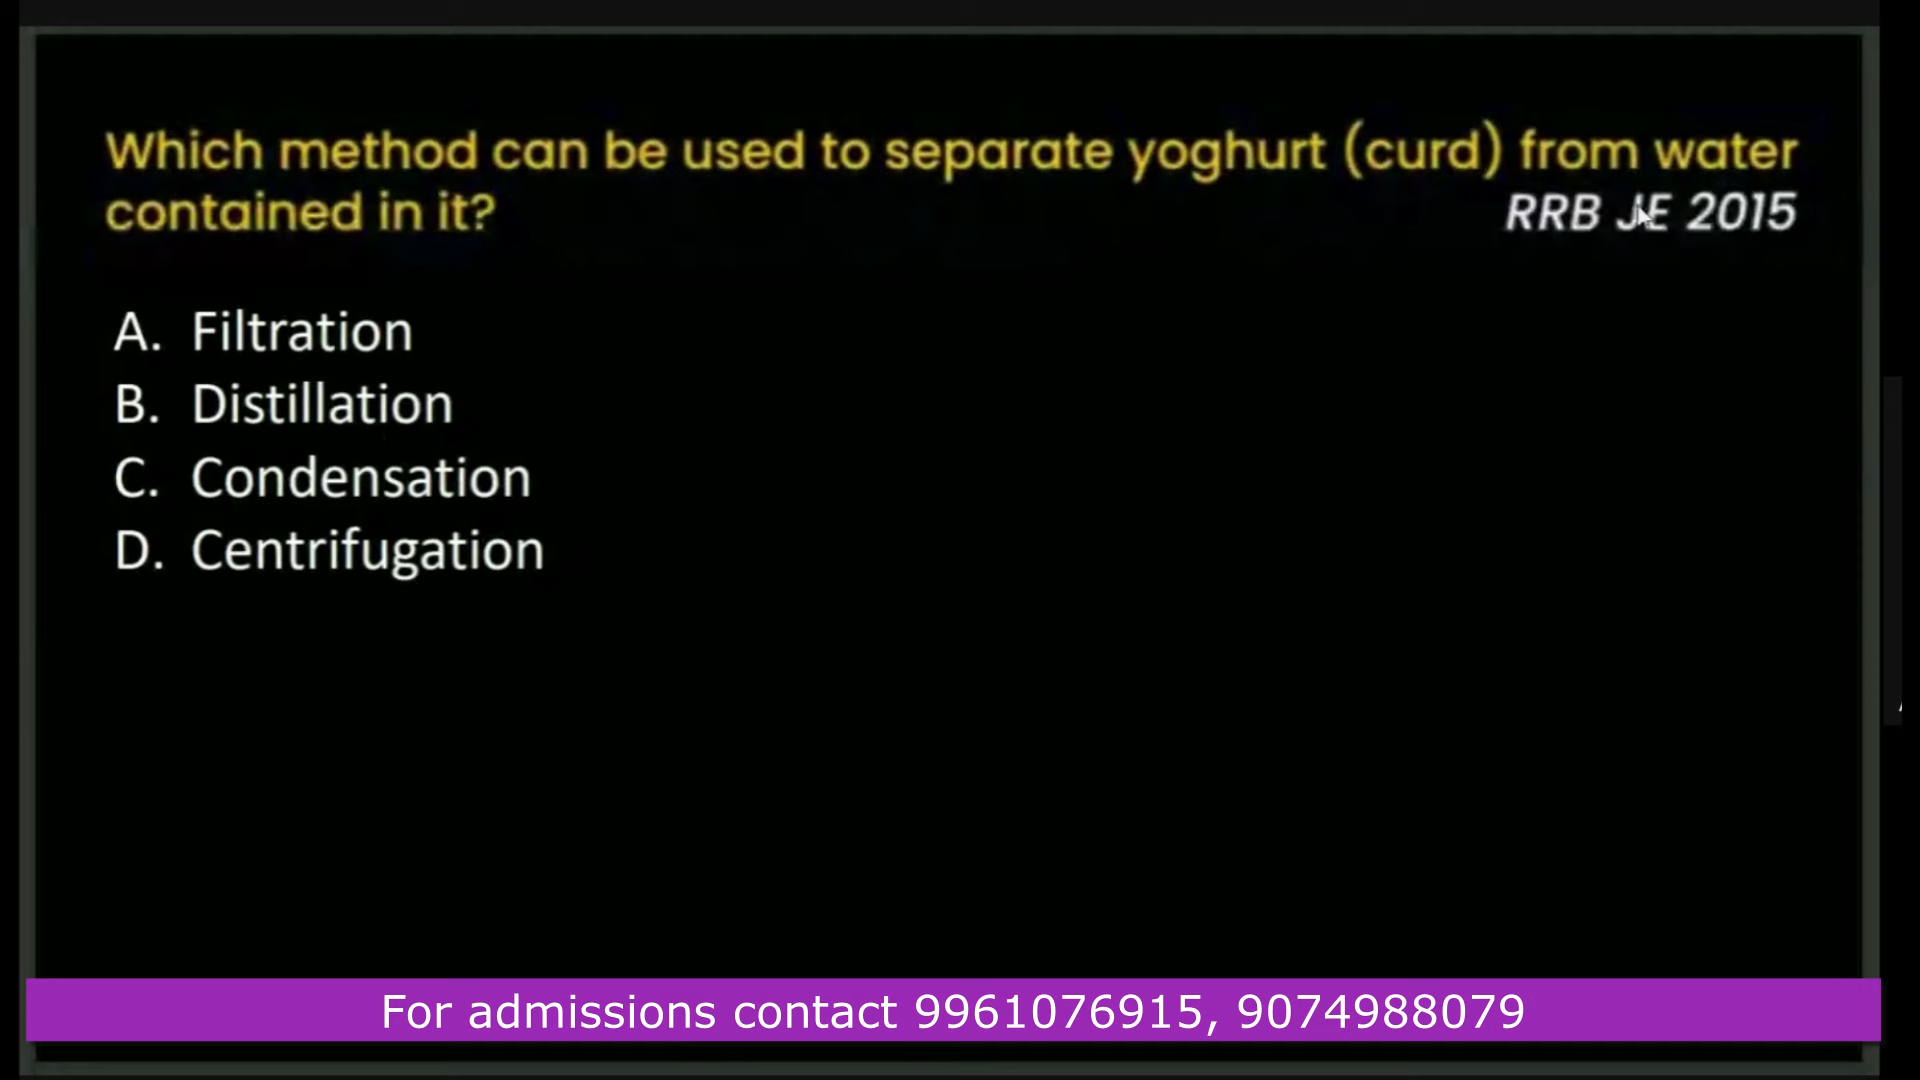 Which method can be used to separate yoghurt (curd) from water
contained in it?
RRB JE 2015
A. Filtration
B. Distillation
C. Condensation
D. Centrifugation
For admissions contact 9961076915, 9074988079